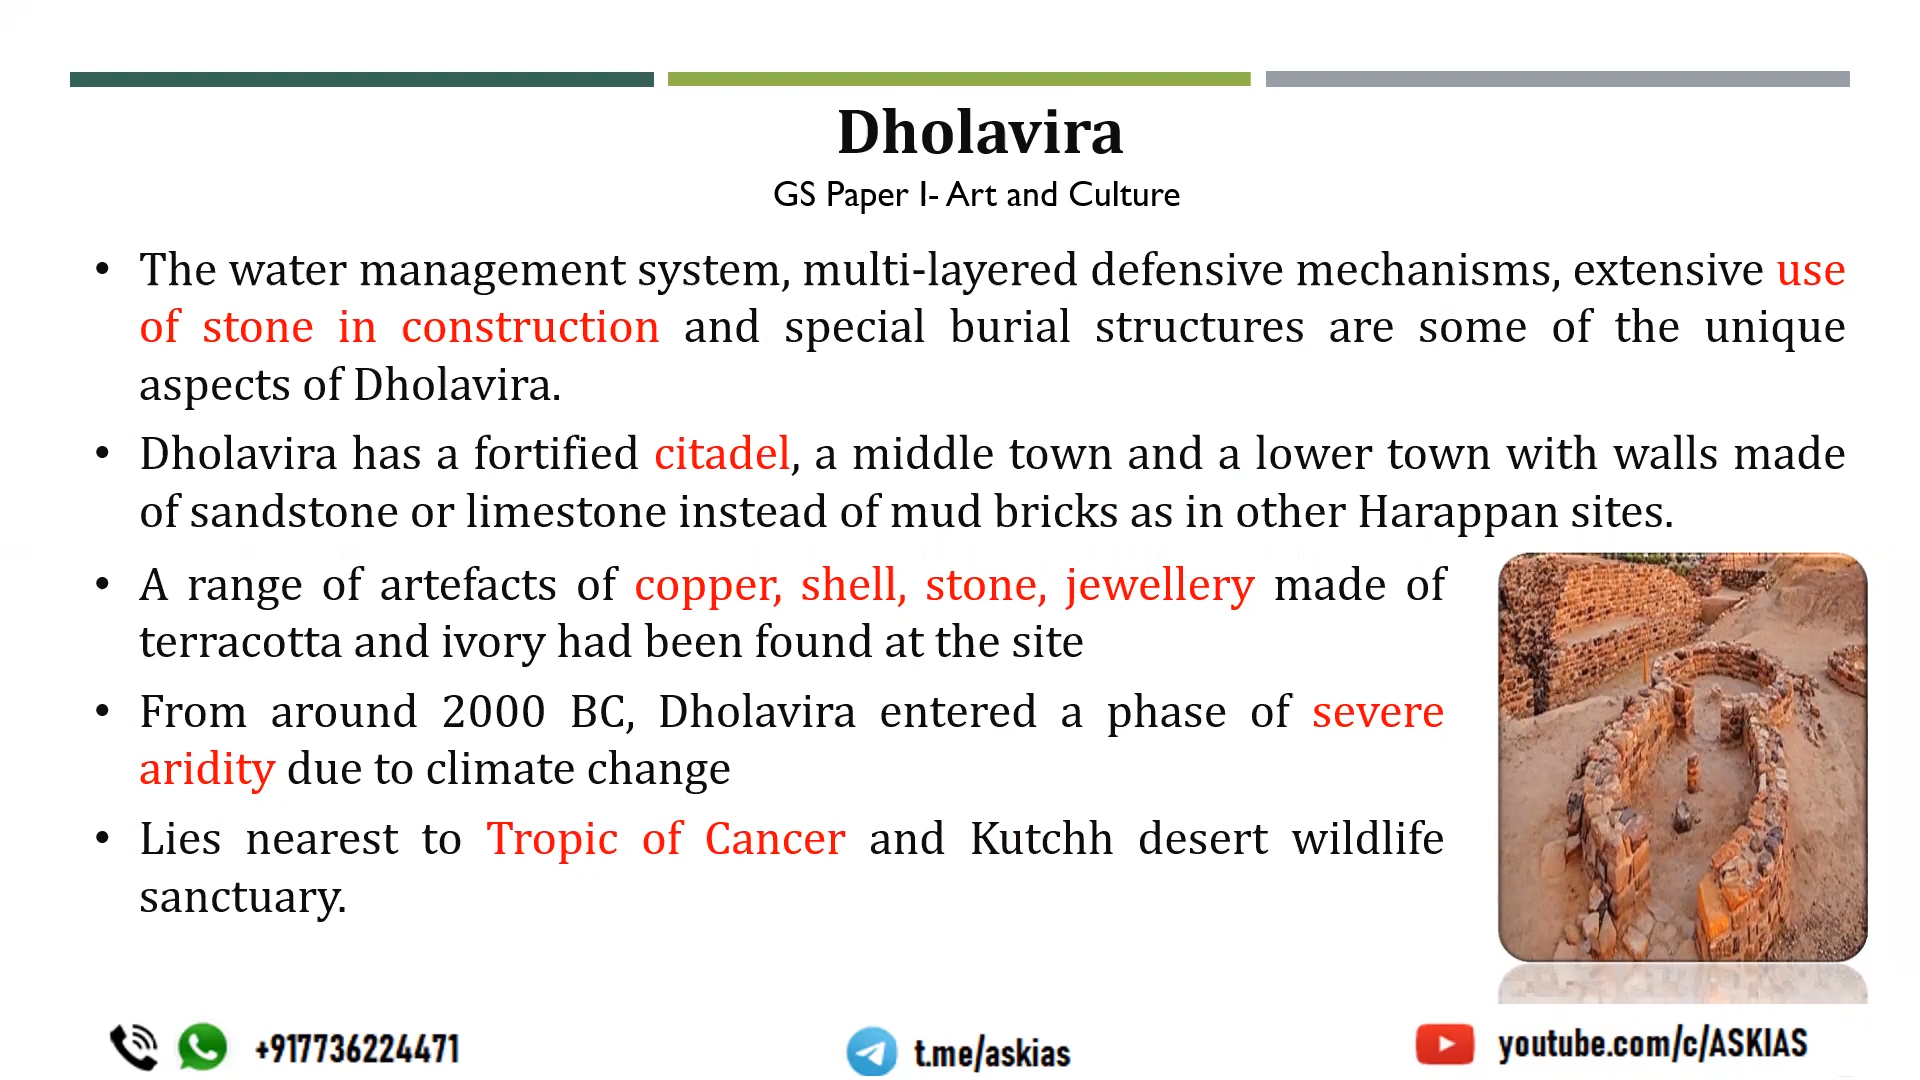 Dholavira
GS Paper I- Art and Culture
• The water management system, multi-layered defensive mechanisms, extensive use
of stone in construction and special burial structures are some of the unique
aspects of Dholavira.
• Dholavira has a fortified citadel, a middle town and a lower town with walls made
of sandstone or limestone instead of mud bricks as in other Harappan sites.
• A range of artefacts of copper, shell, stone, jewellery made of
terracotta and ivory had been found at the site
• From around 2000 BC, Dholavira entered a phase of severe
aridity due to climate change
• Lies nearest to Tropic of Cancer and Kutchh desert wildlife
sanctuary.
+917736224471
t.me/askias
youtube.com/c/ASKIAS